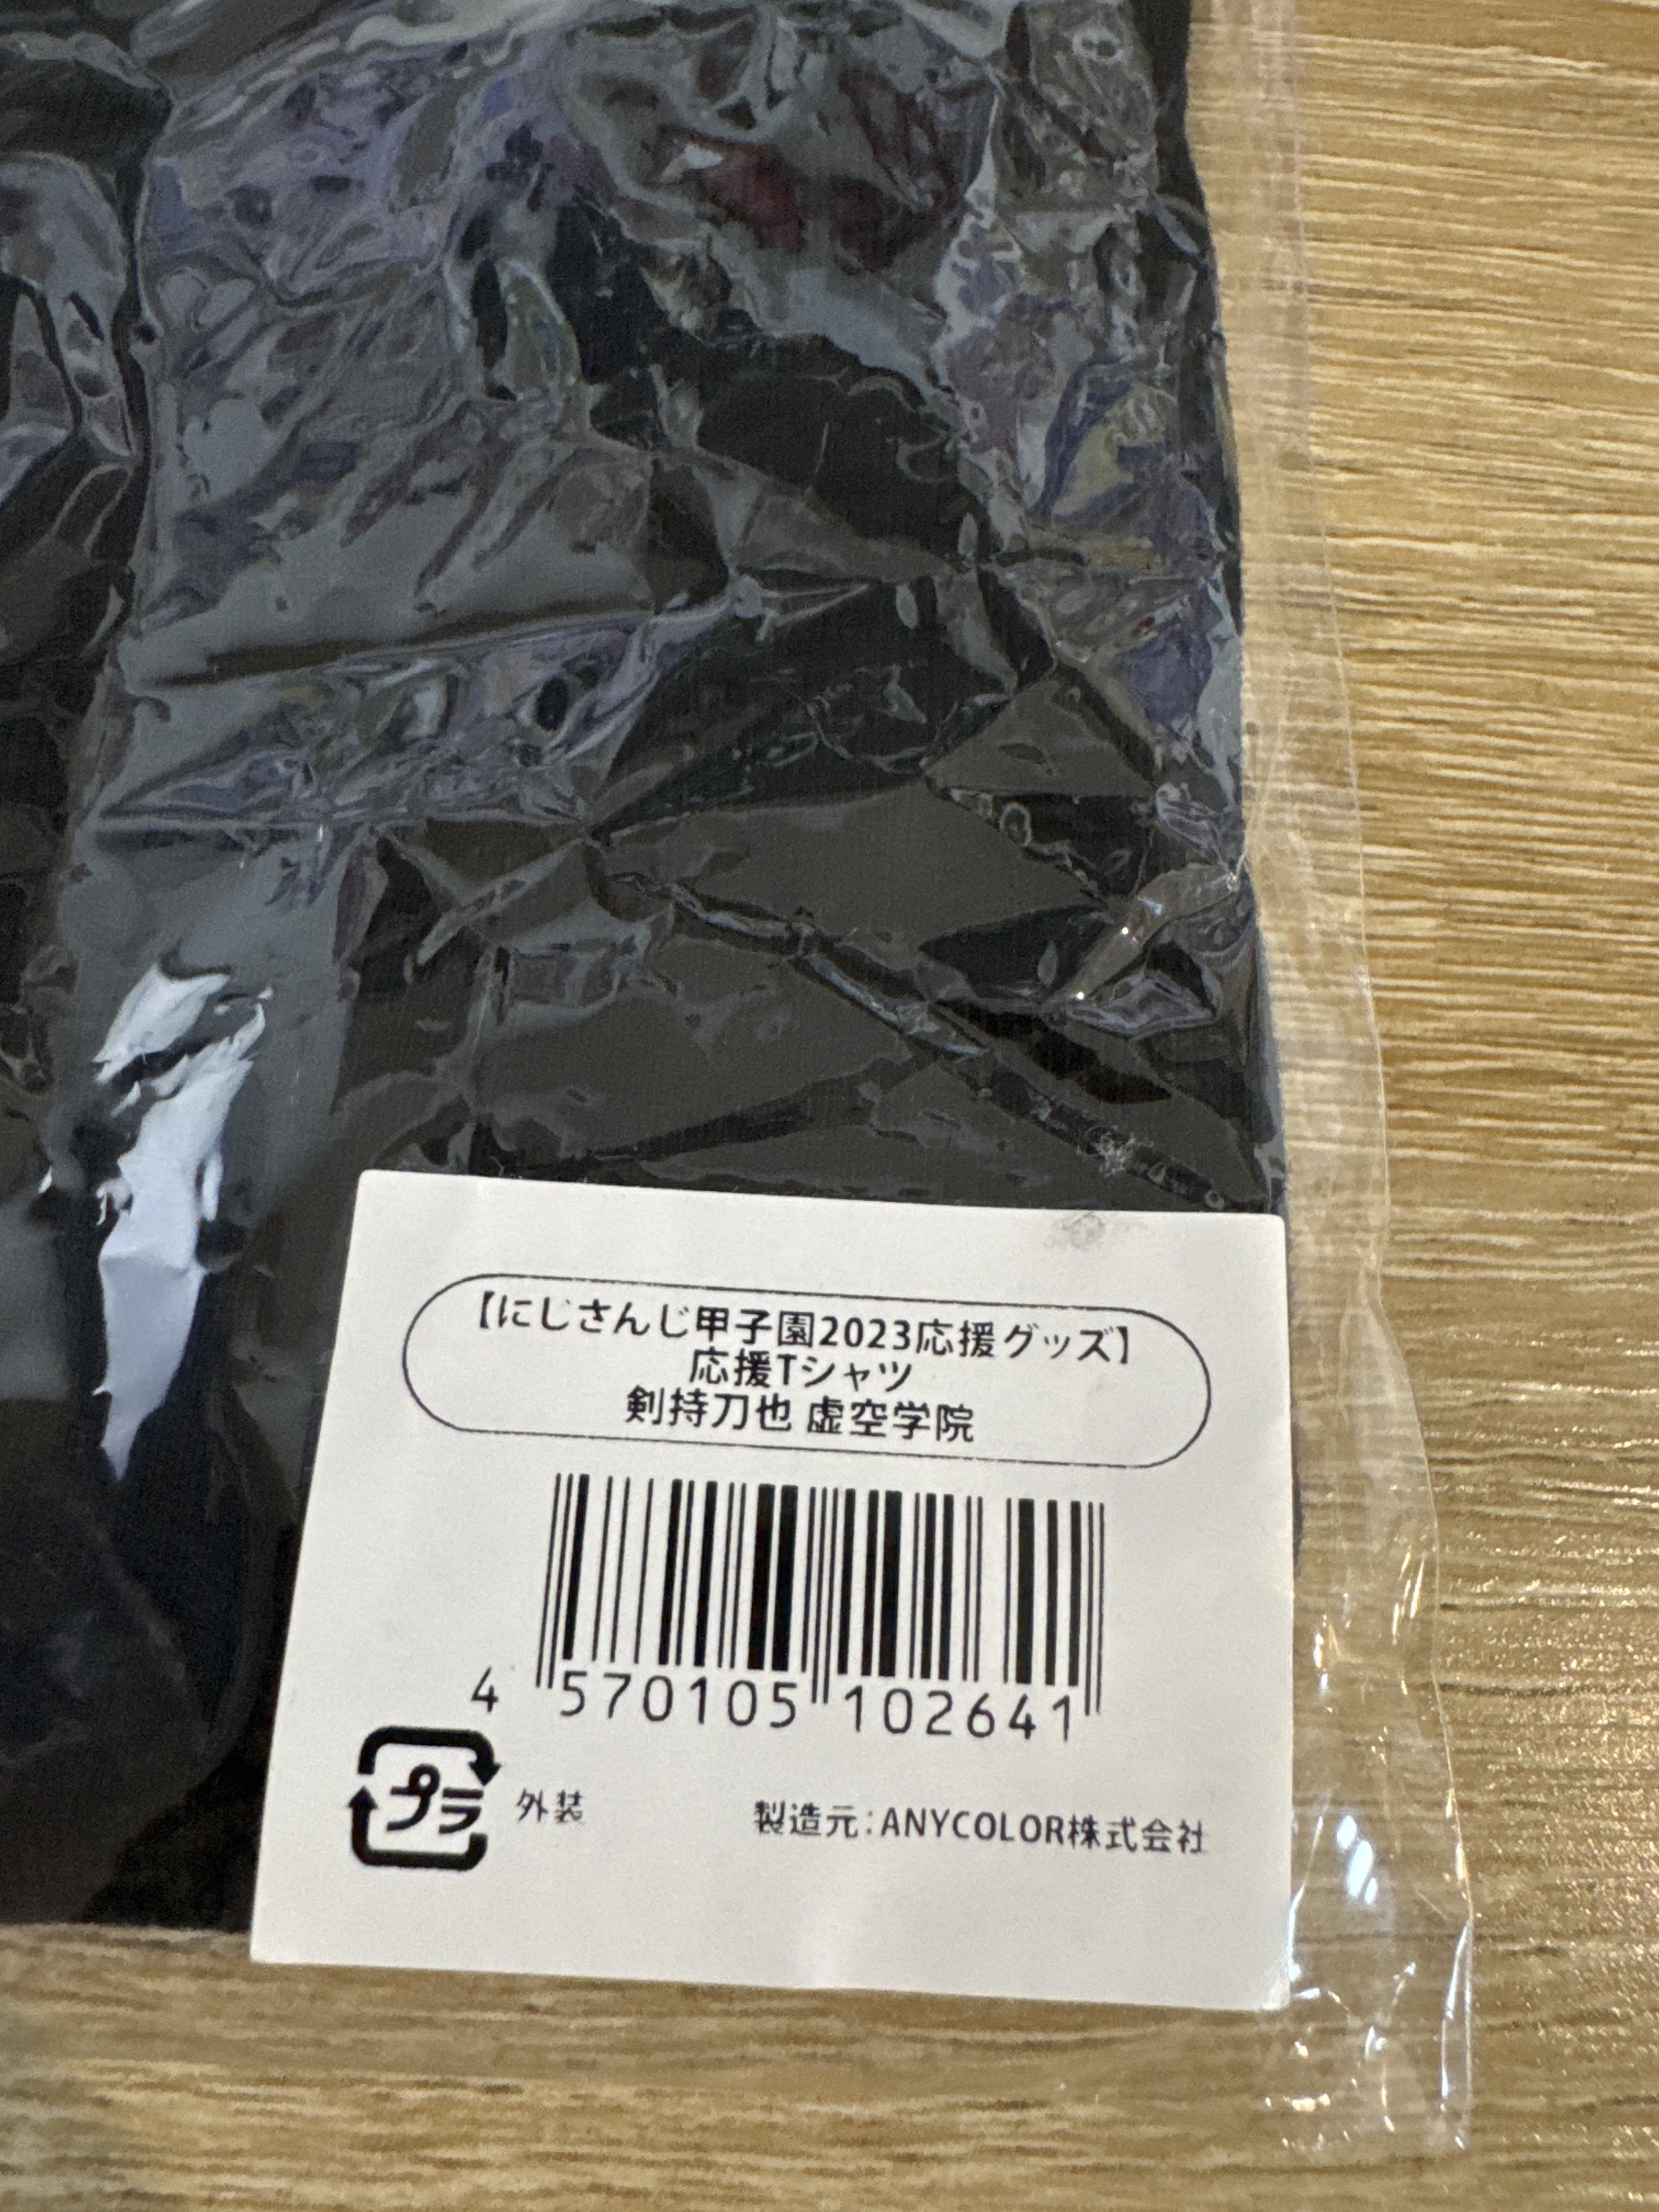 【にじさんじ甲子園2023応援グッズ】
応援Tシャツ
剣持刀也 虚空学院
4 570105 102641
プラ 外装
製造元:ANYCOLOR株式会社